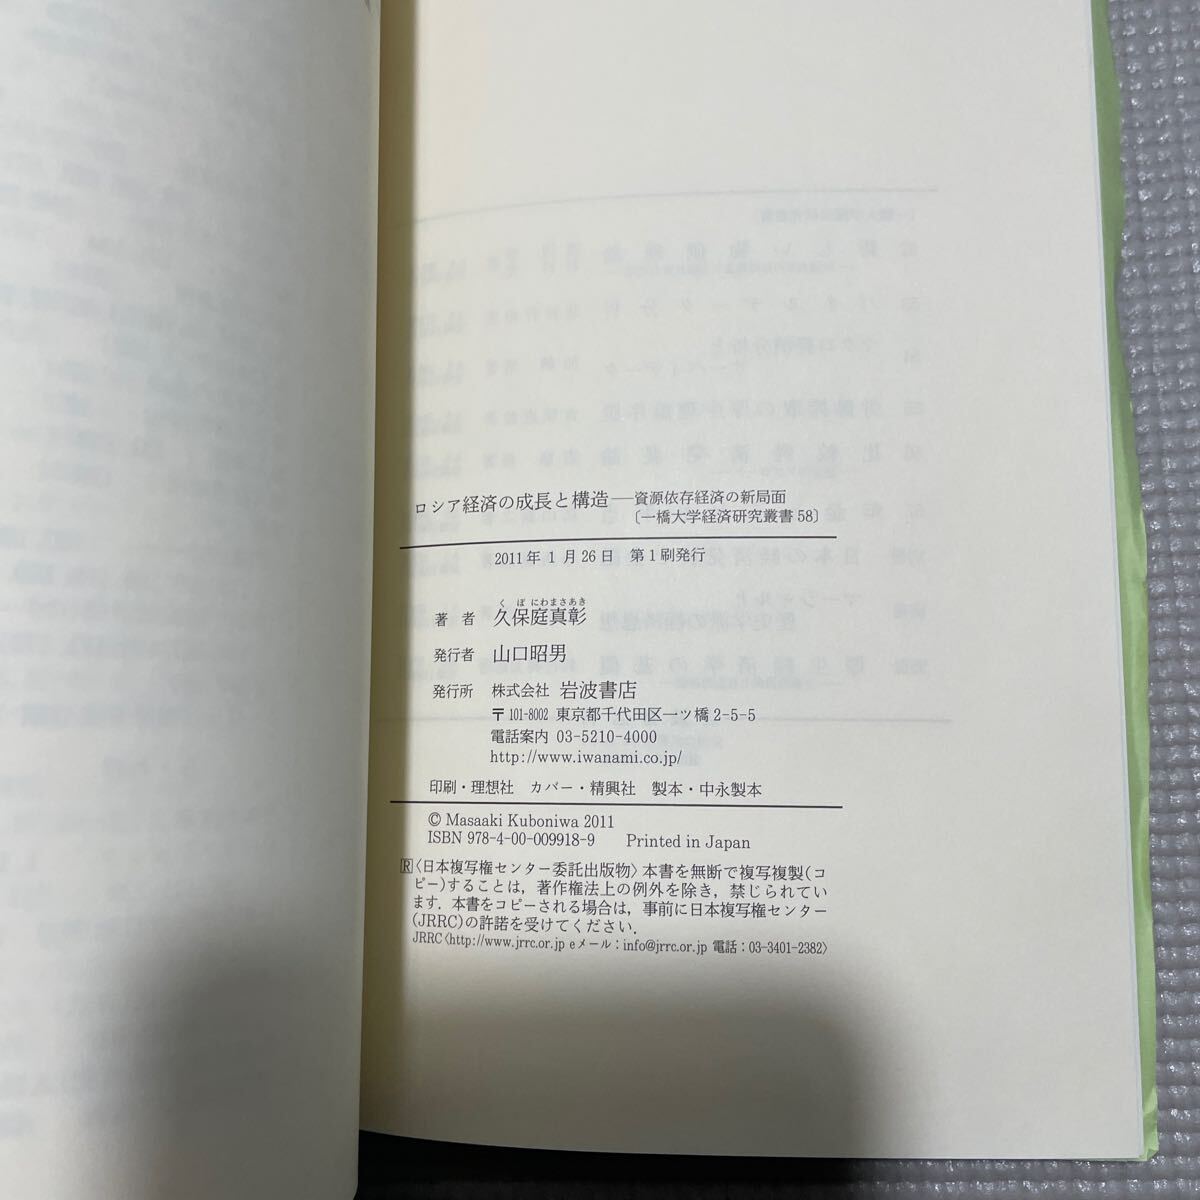 ロシア経済の成長と構造――資源依存経済の新局面
〔一橋大学経済研究叢書58〕
2011年1月26日 第1刷発行
くぼにわまさあき
著者 久保庭真彰
発行者 山口昭男
発行所 株式会社 岩波書店
〒101-8002 東京都千代田区一ツ橋2-5-5
電話案内 03-5210-4000
http://www.iwanami.co.jp/
印刷・理想社 カバー・精興社 製本・中永製本
© Masaaki Kuboniwa 2011
ISBN 978-4-00-009918-9 Printed in Japan
R〈日本複写権センター委託出版物〉本書を無断で複写複製(コ
ピー)することは，著作権法上の例外を除き，禁じられてい
ます．本書をコピーされる場合は，事前に日本複写権センター
(JRRC)の許諾を受けてください．
JRRC〈http://www.jrrc.or.jp eメール：info@jrrc.or.jp 電話：03-3401-2382〉